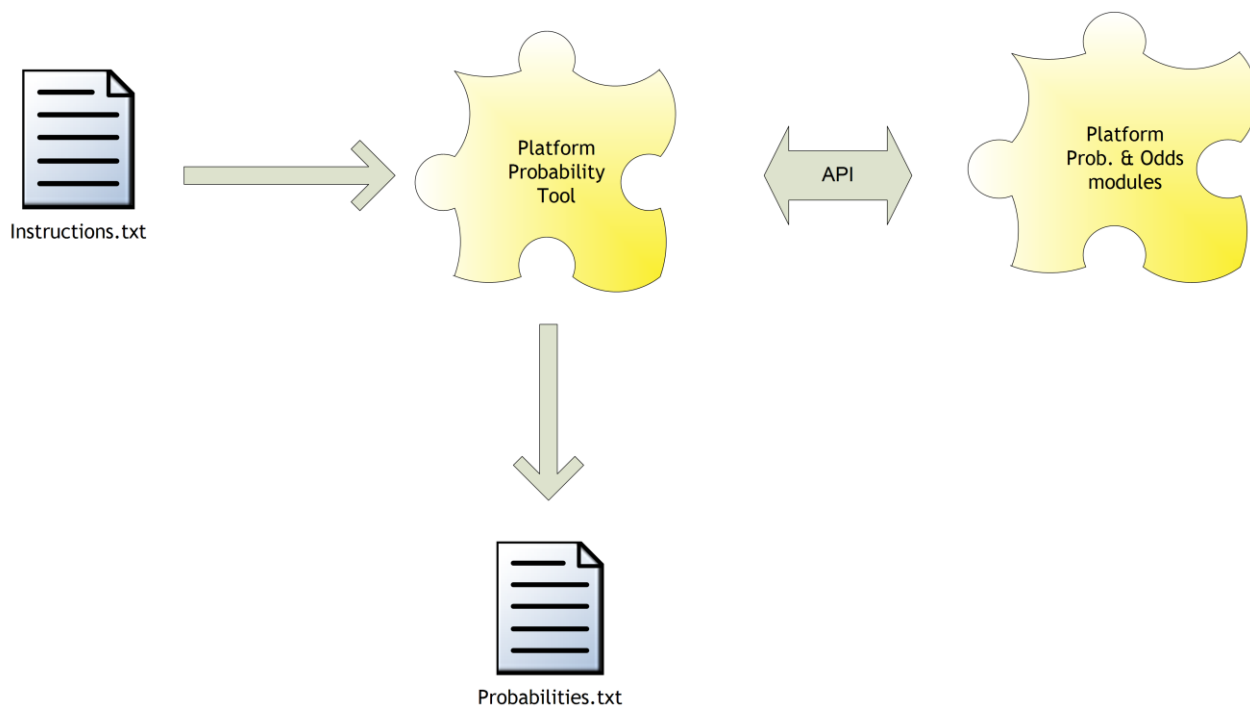 Instructions.txt
Platform
Probability
Tool
API
Platform
Prob. & Odds
modules
Probabilities.txt